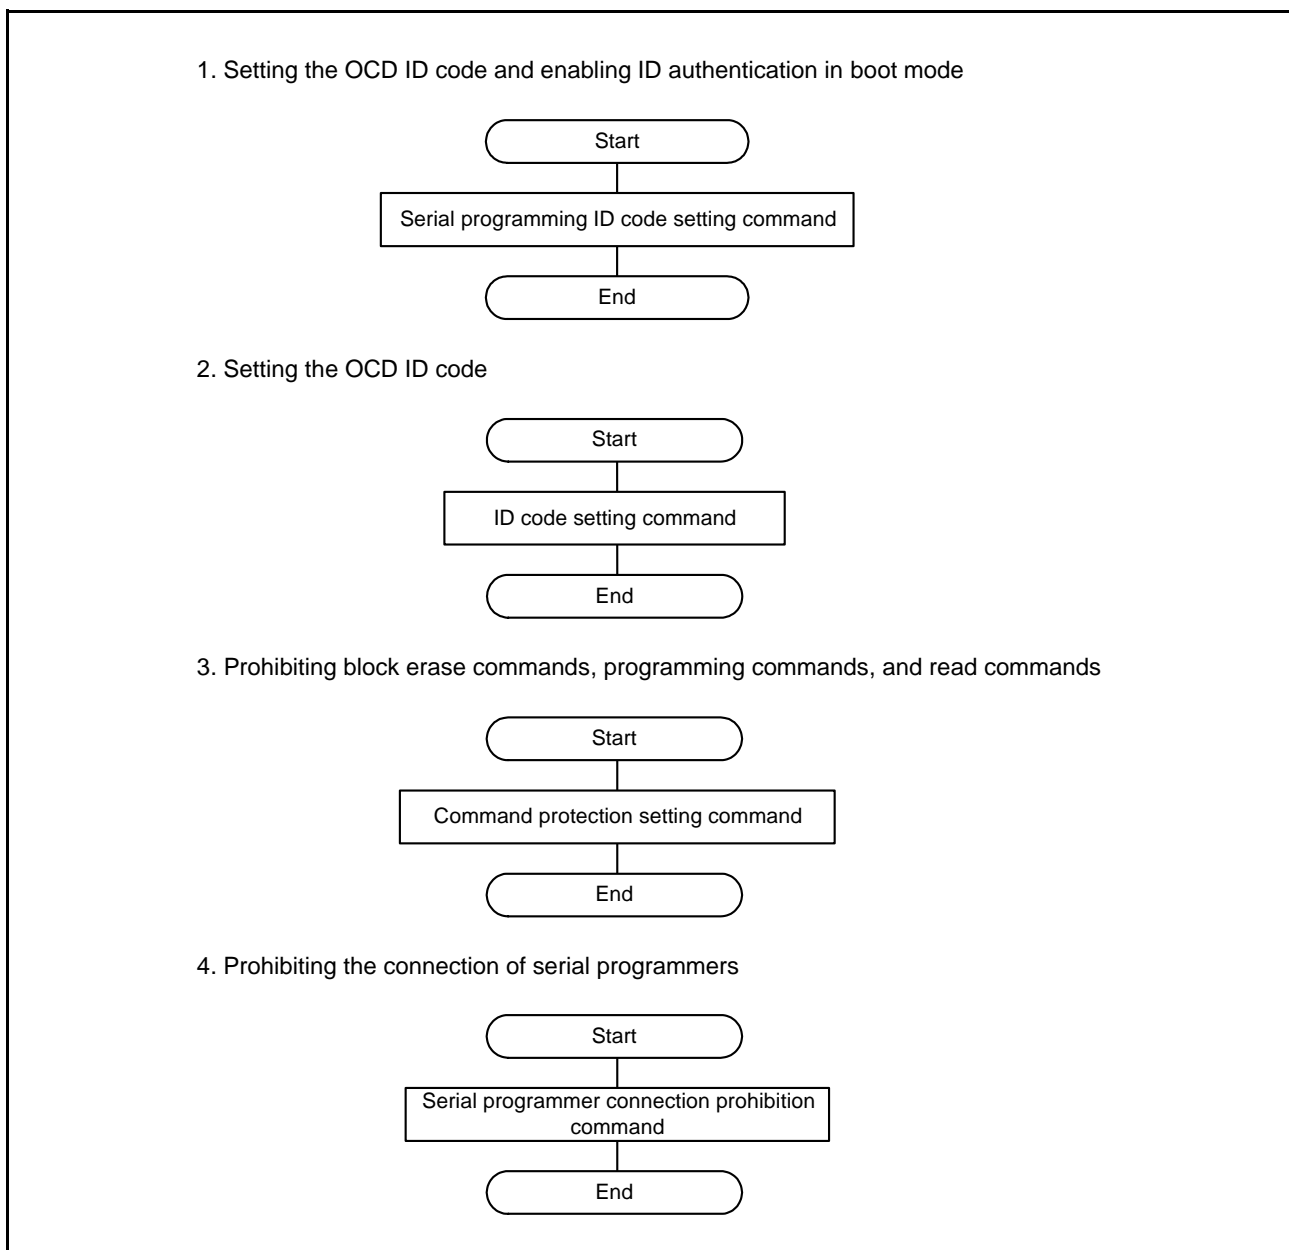 1. Setting the OCD ID code and enabling ID authentication in boot mode
Start
Serial programming ID code setting command
End
2. Setting the OCD ID code
Start
ID code setting command
End
3. Prohibiting block erase commands, programming commands, and read commands
Start
Command protection setting command
End
4. Prohibiting the connection of serial programmers
Start
Serial programmer connection prohibition
command
End